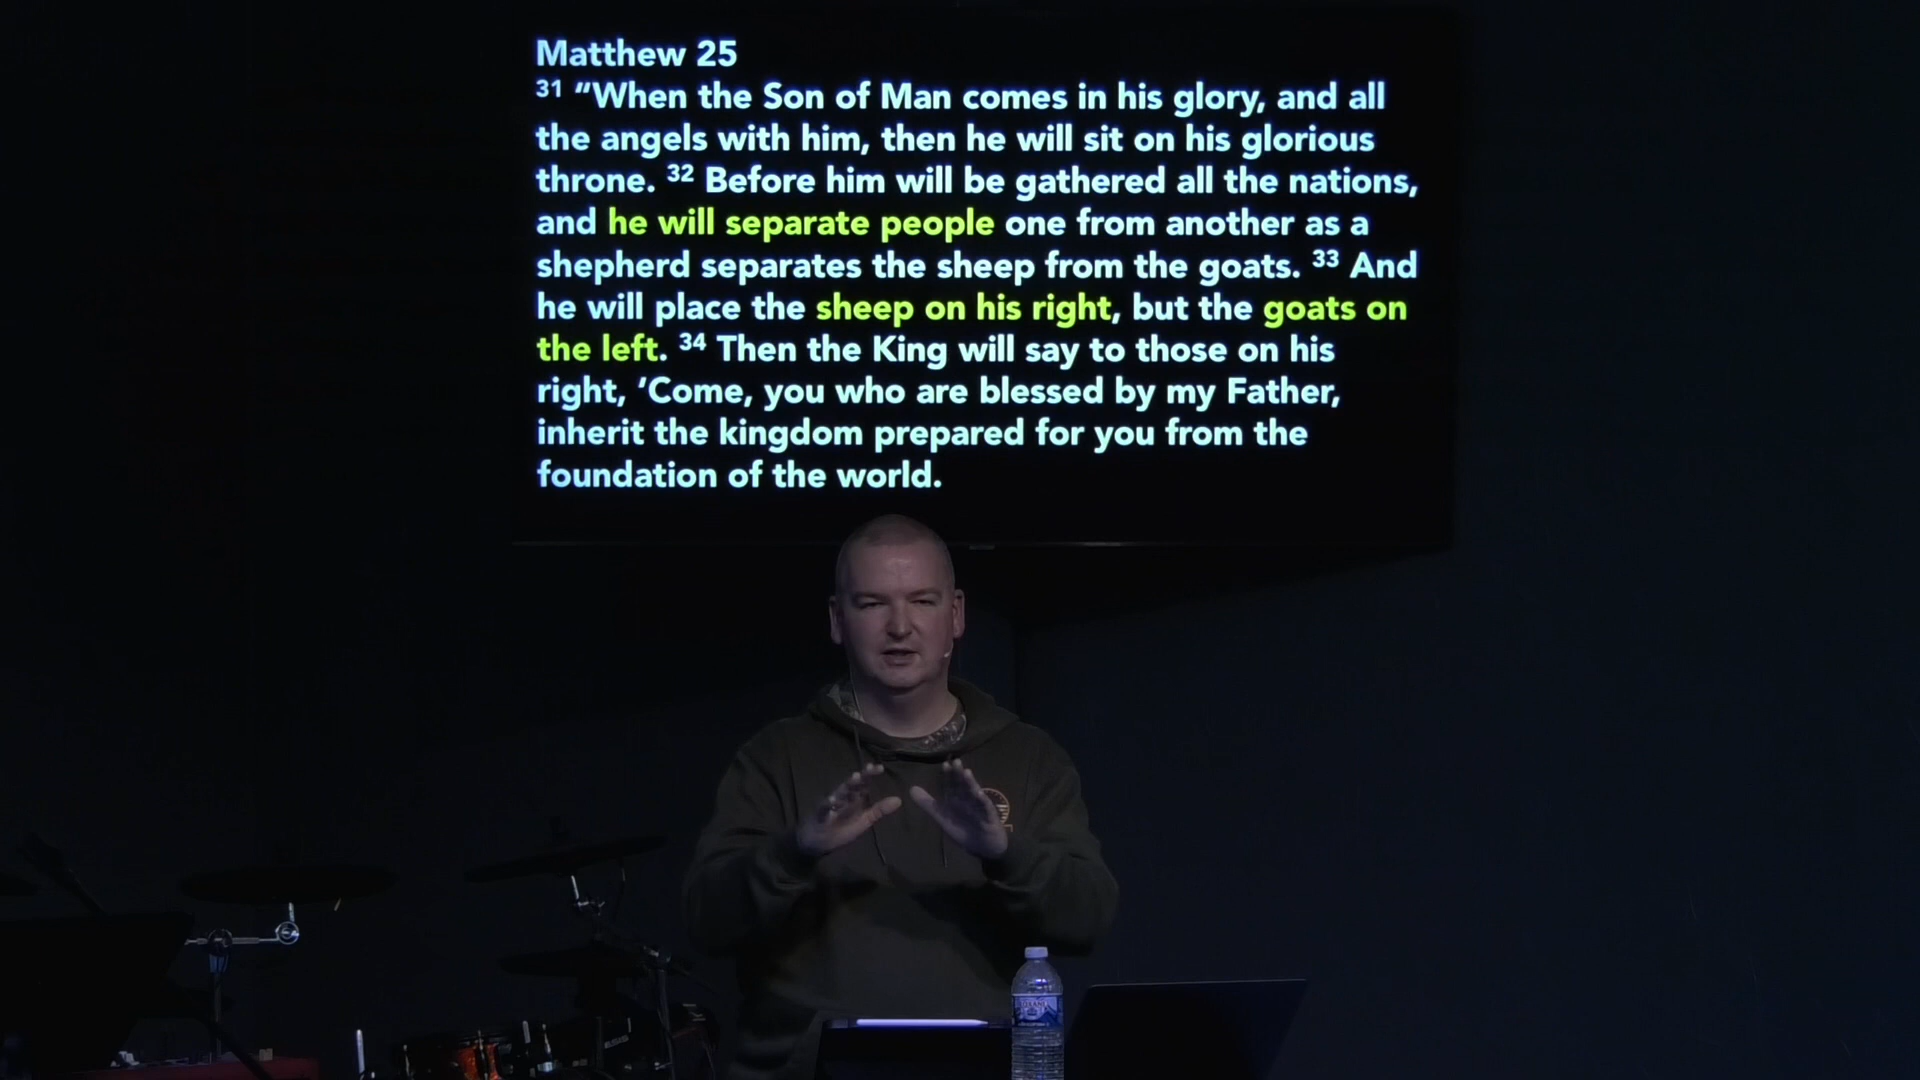 Matthew 25
31 “When the Son of Man comes in his glory, and all
the angels with him, then he will sit on his glorious
throne. 32 Before him will be gathered all the nations,
and he will separate people one from another as a
shepherd separates the sheep from the goats. 33 And
he will place the sheep on his right, but the goats on
the left. 34 Then the King will say to those on his
right, ‘Come, you who are blessed by my Father,
inherit the kingdom prepared for you from the
foundation of the world.